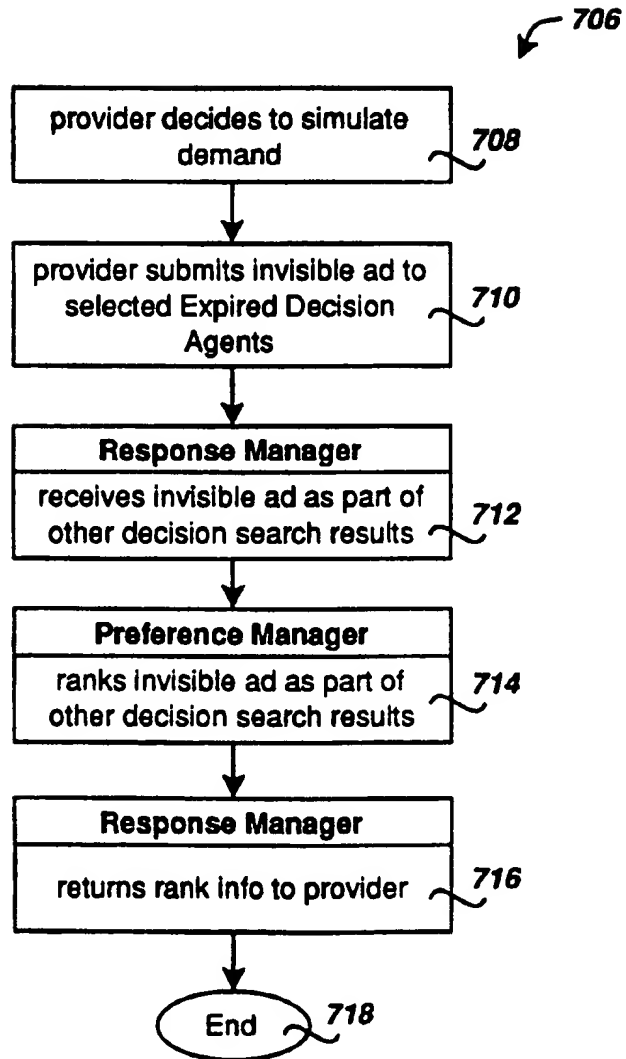 706
provider decides to simulate
demand
708
provider submits invisible ad to
selected Expired Decision
Agents
710
Response Manager
receives invisible ad as part of
other decision search results
712
Preference Manager
ranks invisible ad as part of
other decision search results
714
Response Manager
returns rank info to provider
716
End
718